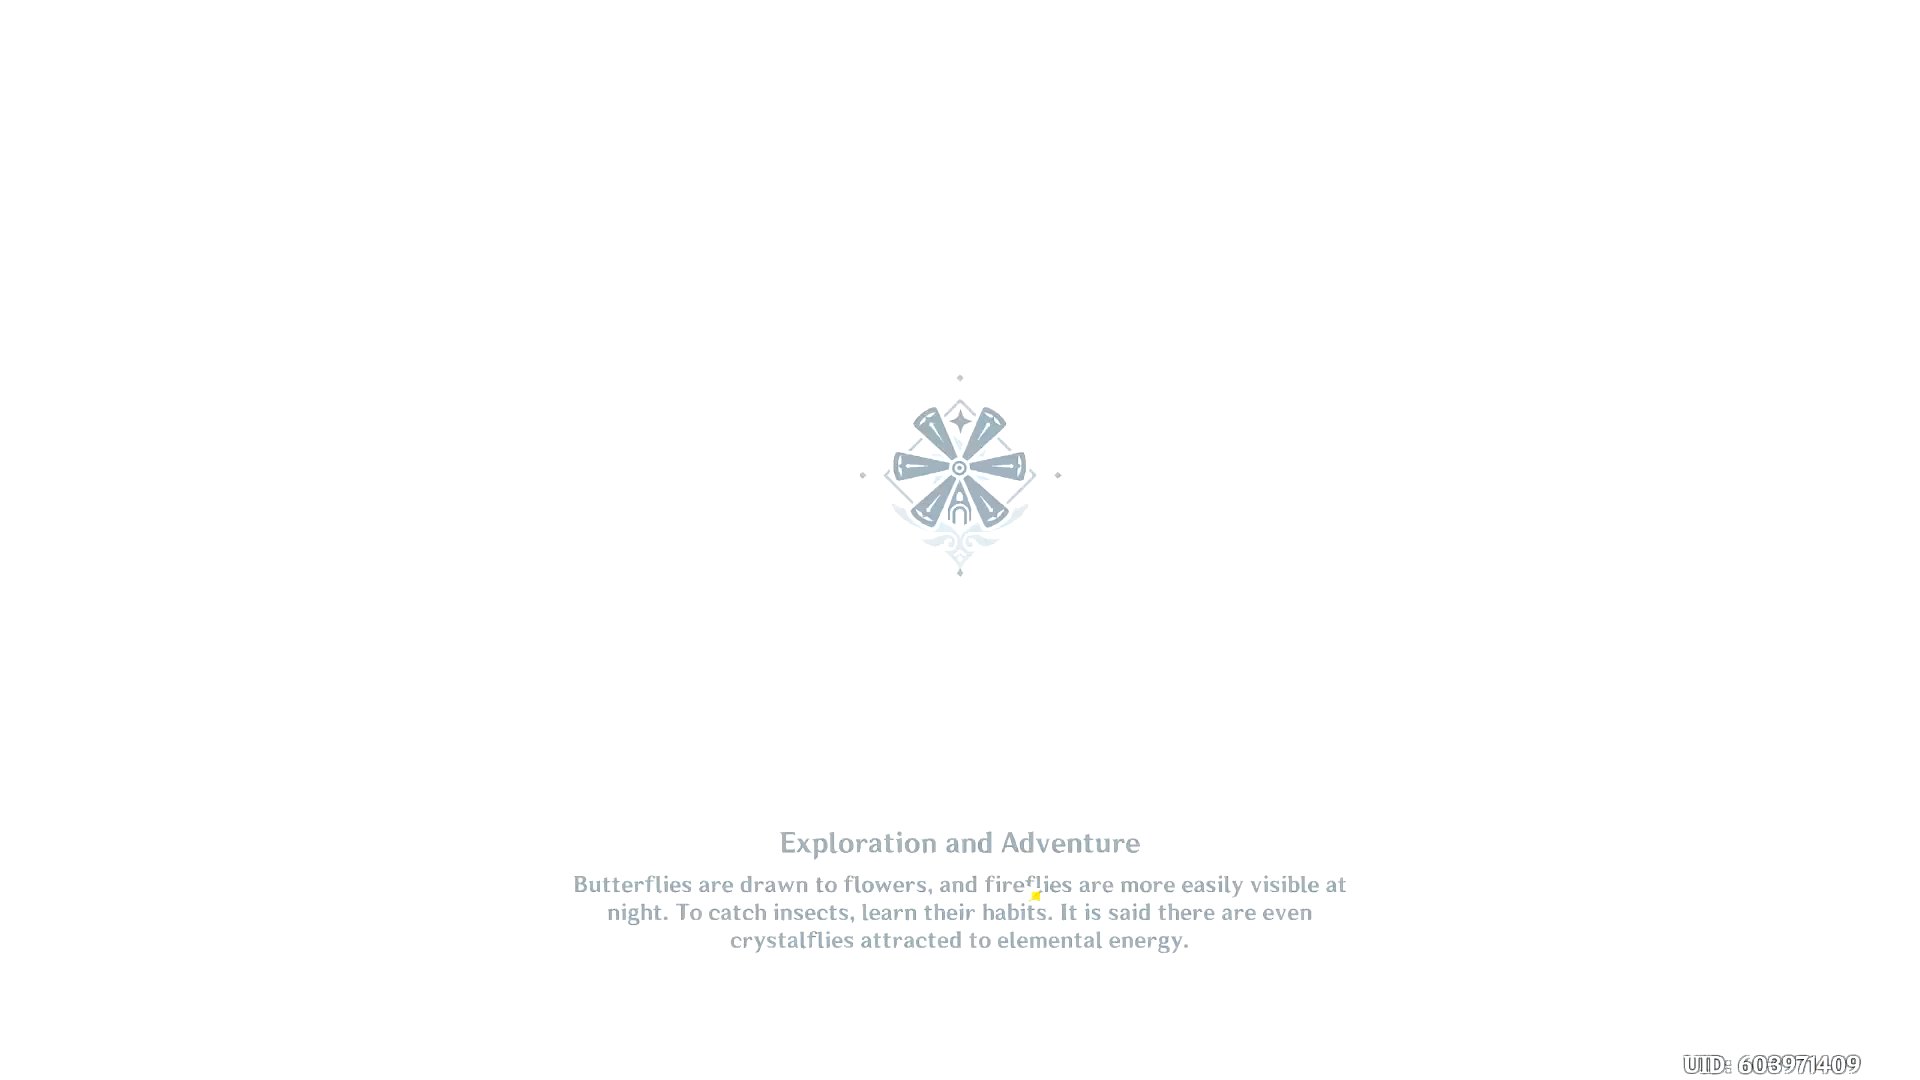 Exploration and Adventure
Butterflies are drawn to flowers, and fireflies are more easily visible at
night. To catch insects, learn their habits. It is said there are even
crystalflies attracted to elemental energy.
UID: 603971409